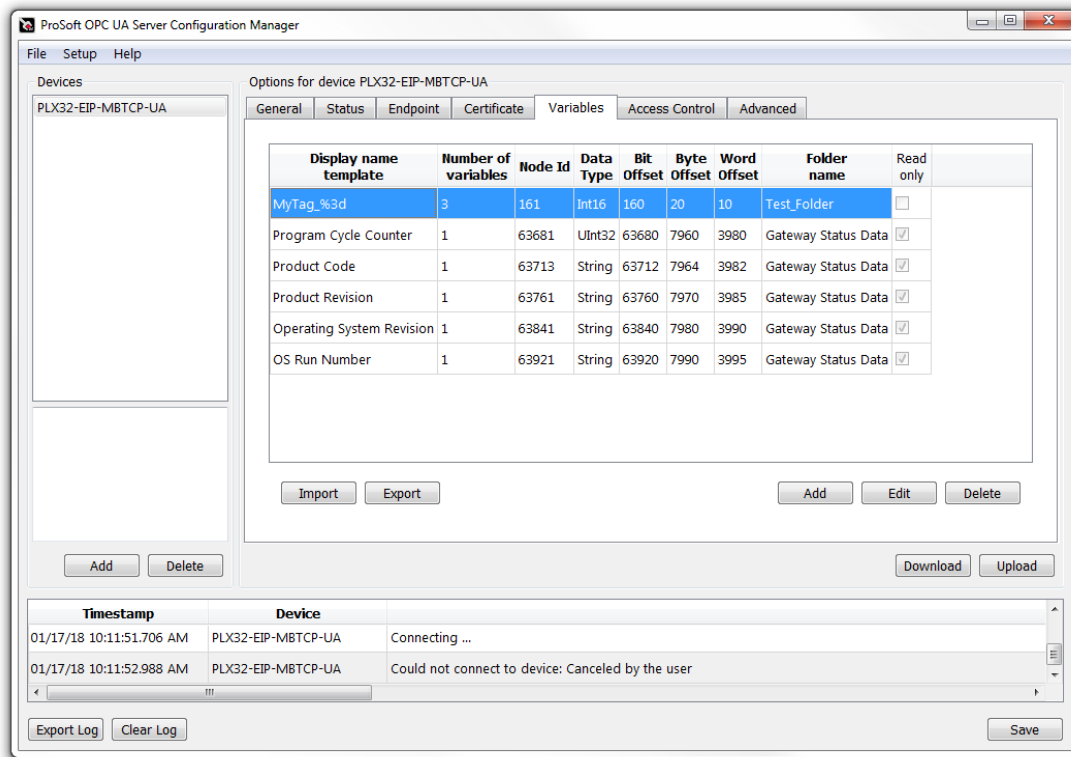 ProSoft OPC UA Server Configuration Manager
File Setup Help
Devices
PLX32-EIP-MBTCP-UA
Add Delete
Options for device PLX32-EIP-MBTCP-UA
General Status Endpoint Certificate Variables Access Control Advanced
Display name template Number of variables Node Id Data Type Bit Offset Byte Offset Word Offset Folder name Read only
MyTag_%3d 3 161 Int16 160 20 10 Test_Folder
Program Cycle Counter 1 63681 UInt32 63680 7960 3980 Gateway Status Data
Product Code 1 63713 String 63712 7964 3982 Gateway Status Data
Product Revision 1 63761 String 63760 7970 3985 Gateway Status Data
Operating System Revision 1 63841 String 63840 7980 3990 Gateway Status Data
OS Run Number 1 63921 String 63920 7990 3995 Gateway Status Data
Import Export Add Edit Delete
Download Upload
Timestamp Device
01/17/18 10:11:51.706 AM PLX32-EIP-MBTCP-UA Connecting ...
01/17/18 10:11:52.988 AM PLX32-EIP-MBTCP-UA Could not connect to device: Canceled by the user
Export Log Clear Log Save